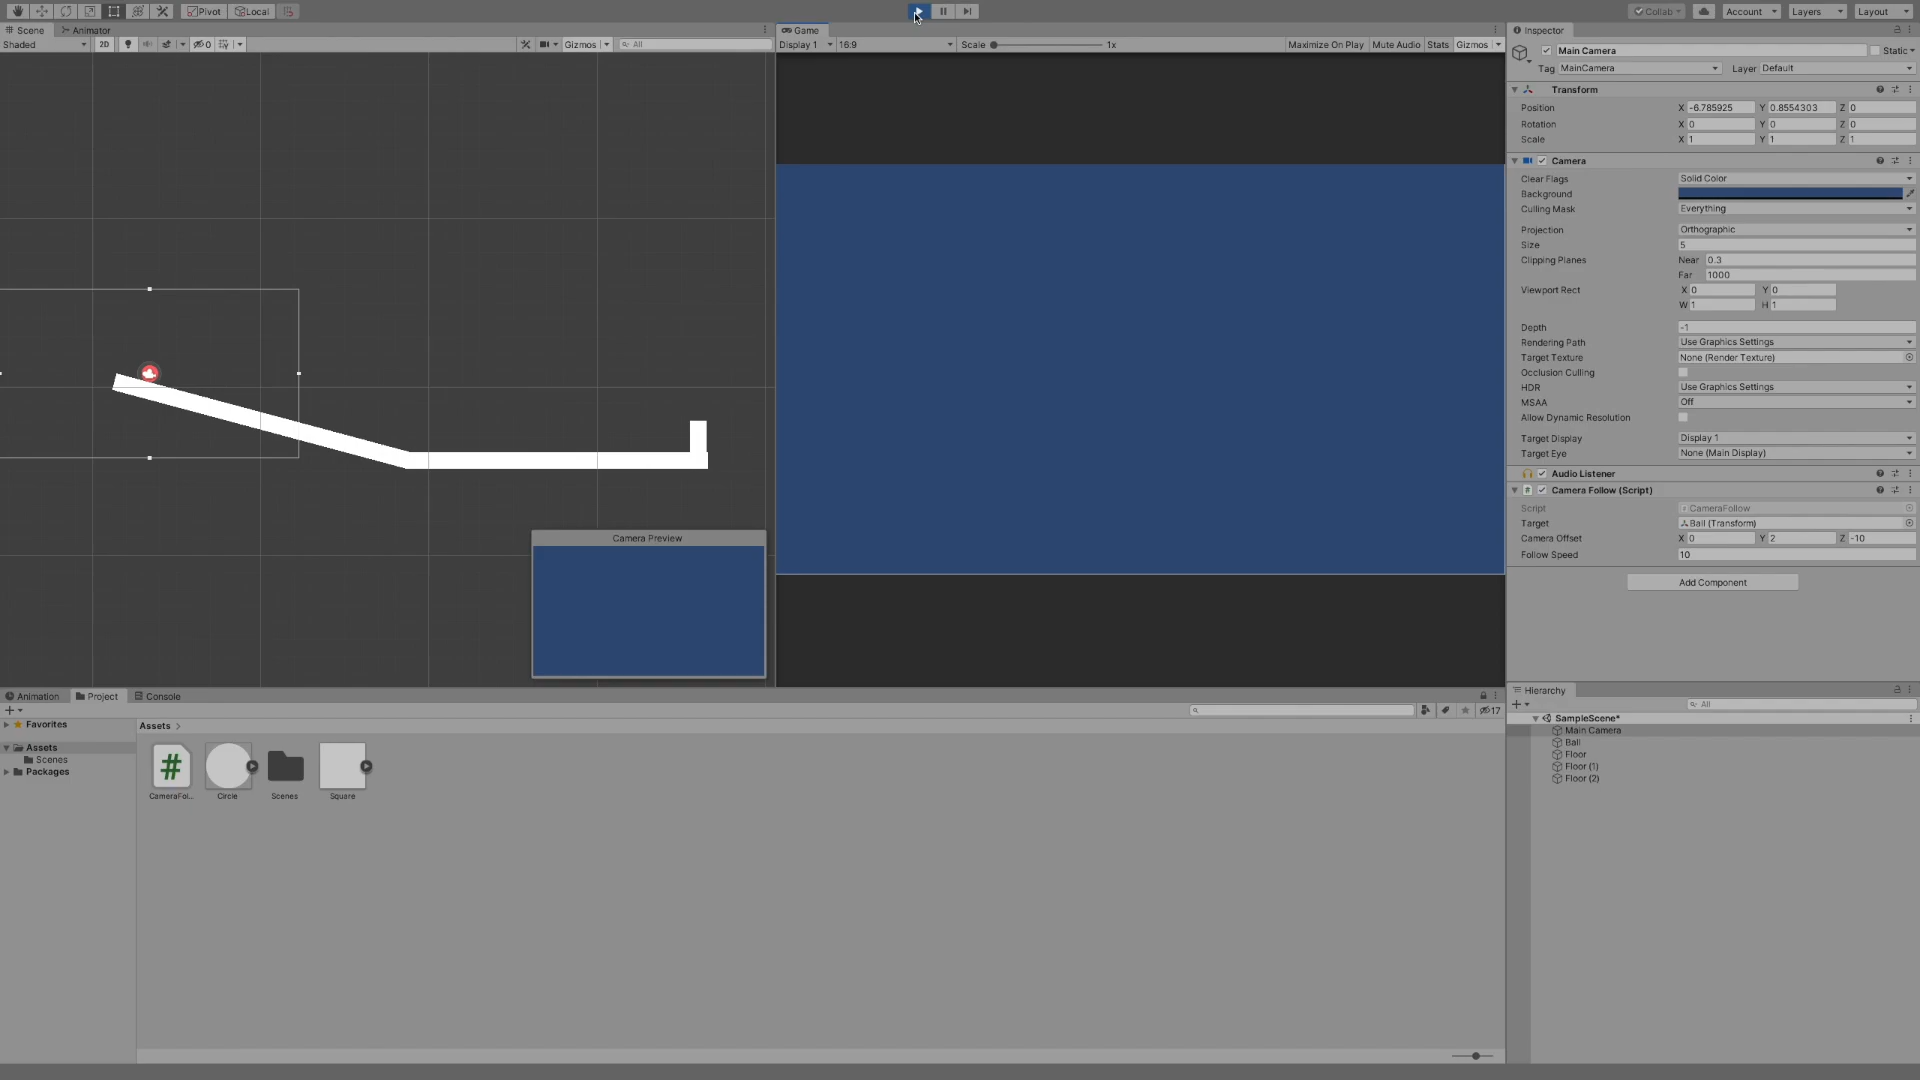 Pivot Local Collab Account Layers Layout
Scene Animator
Shaded 2D 0 Gizmos All
Game
Display 1 16:9 Scale 1x Maximize On Play Mute Audio Stats Gizmos
Camera Preview
Inspector
Main Camera Static
Tag MainCamera Layer Default
Transform
Position X -6.785925 Y 0.8554303 Z 0
Rotation X 0 Y 0 Z 0
Scale X 1 Y 1 Z 1
Camera
Clear Flags Solid Color
Background
Culling Mask Everything
Projection Orthographic
Size 5
Clipping Planes Near 0.3
Far 1000
Viewport Rect X 0 Y 0
W 1 H 1
Depth -1
Rendering Path Use Graphics Settings
Target Texture None (Render Texture)
Occlusion Culling
HDR Use Graphics Settings
MSAA Off
Allow Dynamic Resolution
Target Display Display 1
Target Eye None (Main Display)
Audio Listener
# Camera Follow (Script)
Script CameraFollow
Target Ball (Transform)
Camera Offset X 0 Y 2 Z -10
Follow Speed 10
Add Component
Animation Project Console
17
Favorites
Assets
Scenes
Packages
Assets >
#
CameraFol... Circle Scenes Square
Hierarchy
All
SampleScene*
Main Camera
Ball
Floor
Floor (1)
Floor (2)